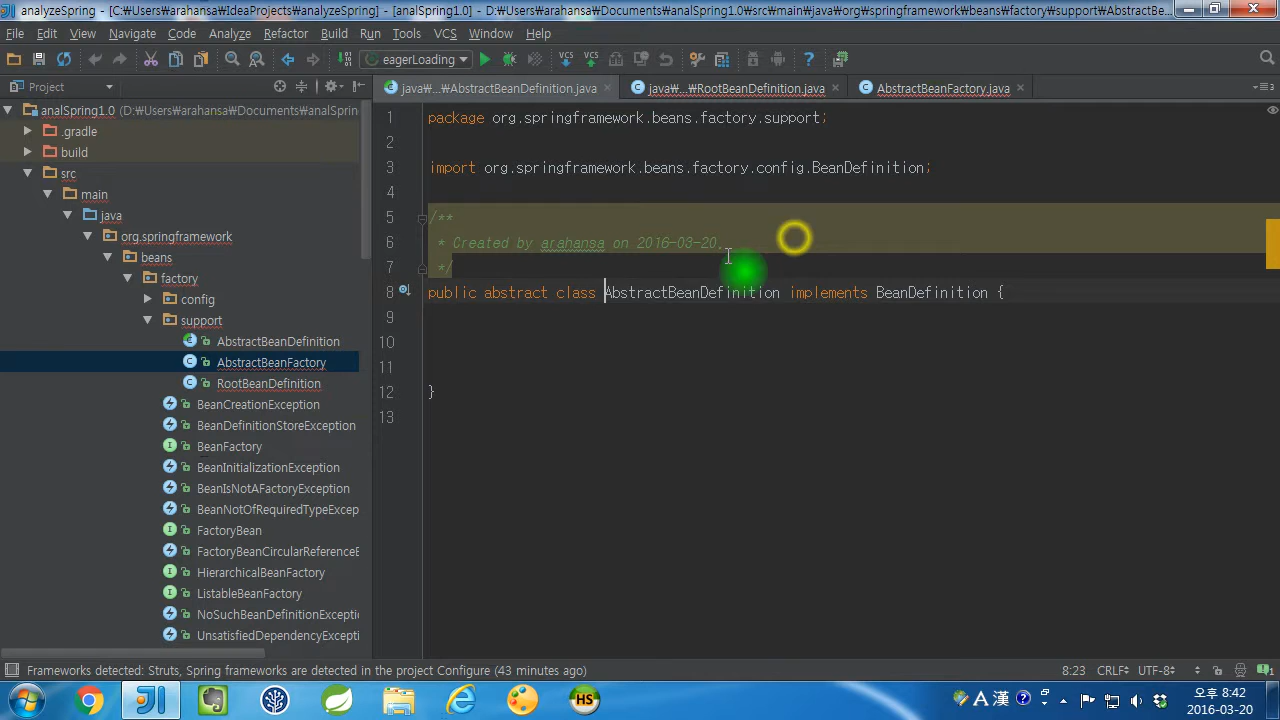 analyzeSpring - [C:₩Users₩arahansa₩IdeaProjects₩analyzeSpring] - [analSpring1.0] - D:₩Users₩arahansa₩Documents₩analSpring1.0₩src₩main₩java₩org₩springframework₩beans₩factory₩support₩AbstractBe...
File Edit View Navigate Code Analyze Refactor Build Run Tools VCS Window Help
eagerLoading
VCS VCS
Project
java₩...₩AbstractBeanDefinition.java
java₩...₩RootBeanDefinition.java
AbstractBeanFactory.java
analSpring1.0 (D:₩Users₩arahansa₩Documents₩analSpring
.gradle
build
src
main
java
org.springframework
beans
factory
config
support
AbstractBeanDefinition
AbstractBeanFactory
RootBeanDefinition
BeanCreationException
BeanDefinitionStoreException
BeanFactory
BeanInitializationException
BeanIsNotAFactoryException
BeanNotOfRequiredTypeExcep
FactoryBean
FactoryBeanCircularReferenceE
HierarchicalBeanFactory
ListableBeanFactory
NoSuchBeanDefinitionExcepti
UnsatisfiedDependencyExcepti
1 package org.springframework.beans.factory.support;
2
3 import org.springframework.beans.factory.config.BeanDefinition;
4
5 /**
6 * Created by arahansa on 2016-03-20.
7 */
8 public abstract class AbstractBeanDefinition implements BeanDefinition {
9
10
11
12 }
13
Frameworks detected: Struts, Spring frameworks are detected in the project Configure (43 minutes ago)
8:23 CRLF UTF-8
HS
A 漢
오후 8:42
2016-03-20